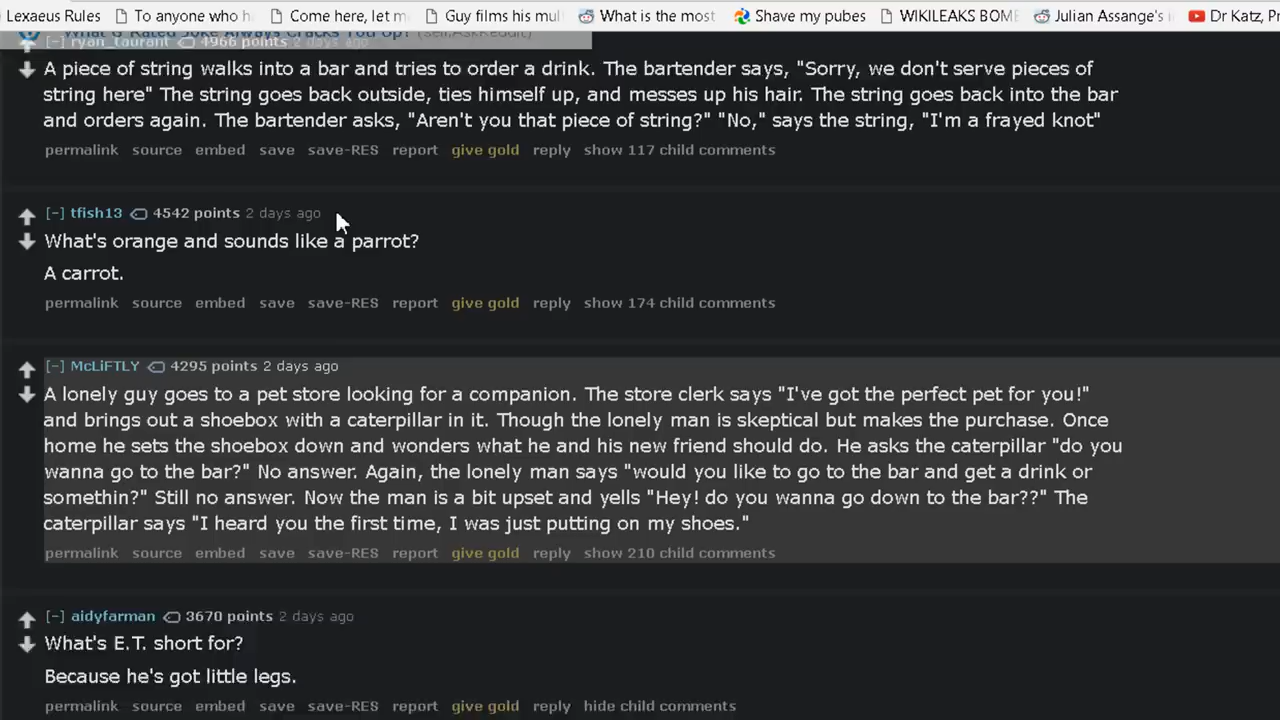 Lexaeus Rules To anyone who h Come here, let m Guy films his mul What is the most Shave my pubes WIKILEAKS BOMB Julian Assange's i Dr Katz, Pr
What G Rated Joke Always Cracks You Up? (self.AskReddit)
[-] ryan_taurant 4966 points 2 days ago
A piece of string walks into a bar and tries to order a drink. The bartender says, "Sorry, we don't serve pieces of
string here" The string goes back outside, ties himself up, and messes up his hair. The string goes back into the bar
and orders again. The bartender asks, "Aren't you that piece of string?" "No," says the string, "I'm a frayed knot"
permalink source embed save save-RES report give gold reply show 117 child comments
[-] tfish13 4542 points 2 days ago
What's orange and sounds like a parrot?
A carrot.
permalink source embed save save-RES report give gold reply show 174 child comments
[-] McLiFTLY 4295 points 2 days ago
A lonely guy goes to a pet store looking for a companion. The store clerk says "I've got the perfect pet for you!"
and brings out a shoebox with a caterpillar in it. Though the lonely man is skeptical but makes the purchase. Once
home he sets the shoebox down and wonders what he and his new friend should do. He asks the caterpillar "do you
wanna go to the bar?" No answer. Again, the lonely man says "would you like to go to the bar and get a drink or
somethin?" Still no answer. Now the man is a bit upset and yells "Hey! do you wanna go down to the bar??" The
caterpillar says "I heard you the first time, I was just putting on my shoes."
permalink source embed save save-RES report give gold reply show 210 child comments
[-] aidyfarman 3670 points 2 days ago
What's E.T. short for?
Because he's got little legs.
permalink source embed save save-RES report give gold reply hide child comments